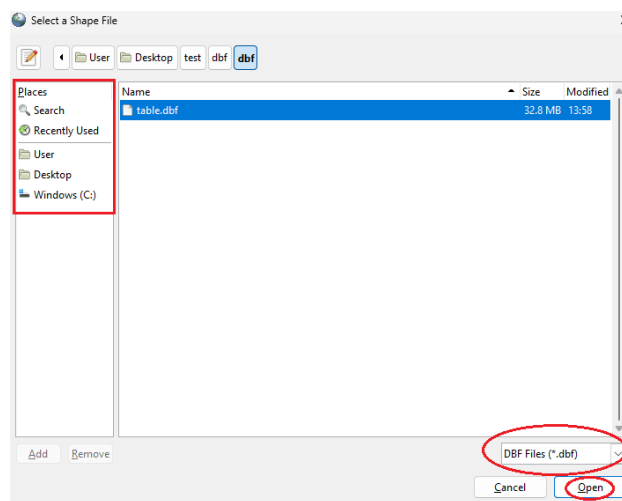 Select a Shape File
User Desktop test dbf dbf
Places
Search
Recently Used
User
Desktop
Windows (C:)
Name Size Modified
table.dbf 32.8 MB 13:58
Add Remove
DBF Files (*.dbf)
Cancel Open